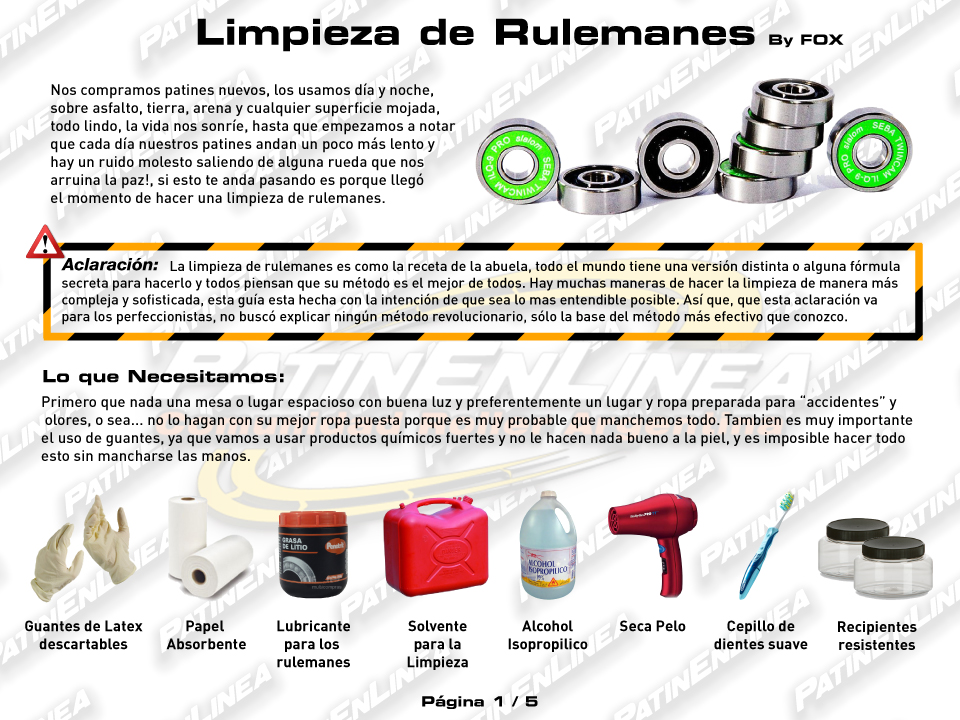 Limpieza de Rulemanes By FOX
Nos compramos patines nuevos, los usamos día y noche,
sobre asfalto, tierra, arena y cualquier superficie mojada,
todo lindo, la vida nos sonríe, hasta que empezamos a notar
que cada día nuestros patines andan un poco más lento y
hay un ruido molesto saliendo de alguna rueda que nos
arruina la paz!, si esto te anda pasando es porque llegó
el momento de hacer una limpieza de rulemanes.
SEBA TWINCAM ILQ-9 PRO slalom
SEBA TWINCAM ILQ-9 PRO slalom
Aclaración: La limpieza de rulemanes es como la receta de la abuela, todo el mundo tiene una versión distinta o alguna fórmula
secreta para hacerlo y todos piensan que su método es el mejor de todos. Hay muchas maneras de hacer la limpieza de manera más
compleja y sofisticada, esta guía esta hecha con la intención de que sea lo mas entendible posible. Así que, que esta aclaración va
para los perfeccionistas, no buscó explicar ningún método revolucionario, sólo la base del método más efectivo que conozco.
PATINENLINEA
Lo que Necesitamos:
Primero que nada una mesa o lugar espacioso con buena luz y preferentemente un lugar y ropa preparada para “accidentes” y
olores, o sea... no lo hagan con su mejor ropa puesta porque es muy probable que manchemos todo. Tambien es muy importante
el uso de guantes, ya que vamos a usar productos químicos fuertes y no le hacen nada bueno a la piel, y es imposible hacer todo
esto sin mancharse las manos.
GRASA
DE LITIO
ALCOHOL
ISOPROPILICO
Guantes de Latex
descartables
Papel
Absorbente
Lubricante
para los
rulemanes
Solvente
para la
Limpieza
Alcohol
Isopropilico
Seca Pelo
Cepillo de
dientes suave
Recipientes
resistentes
Página 1 / 5